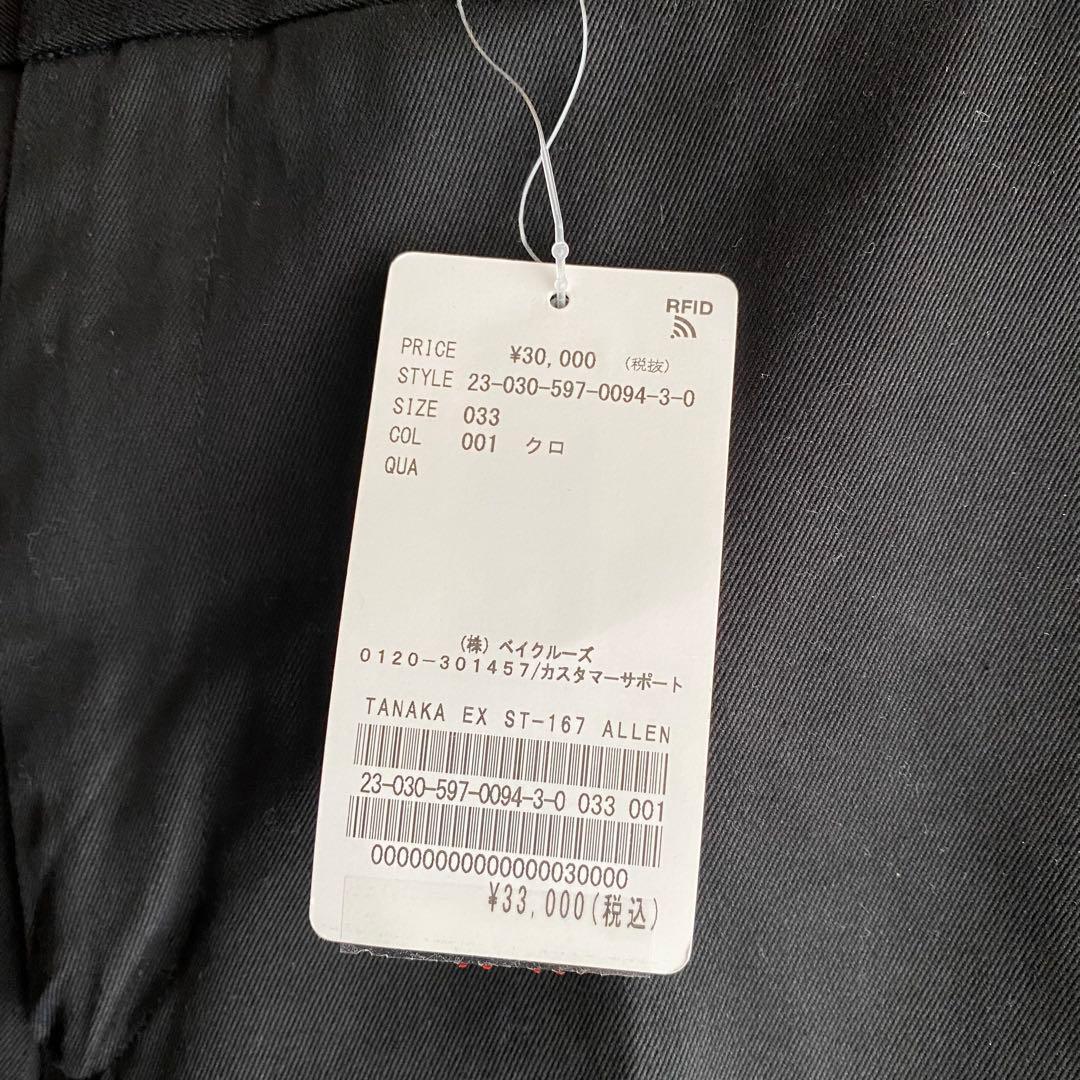 RFID
PRICE ¥30,000 (税抜)
STYLE 23-030-597-0094-3-0
SIZE 033
COL 001 クロ
QUA
(株) ベイクルーズ
0120-301457/カスタマーサポート
TANAKA EX ST-167 ALLEN
23-030-597-0094-3-0 033 001
00000000000000030000
¥33,000(税込)